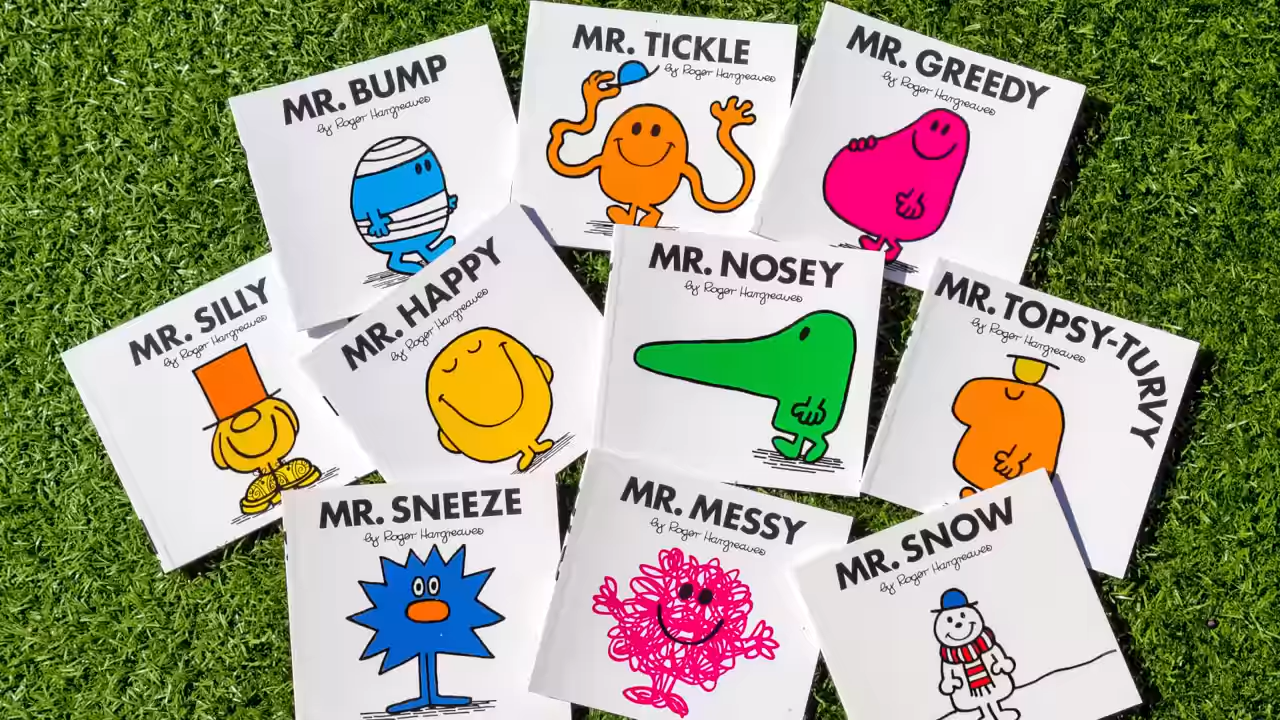 MR. BUMP
by Roger Hargreaves
MR. TICKLE
by Roger Hargreaves
MR. GREEDY
by Roger Hargreaves
MR. SILLY
by Roger Hargreaves
MR. HAPPY
by Roger Hargreaves
MR. NOSEY
by Roger Hargreaves
MR. TOPSY-TURVY
by Roger Hargreaves
MR. SNEEZE
by Roger Hargreaves
MR. MESSY
by Roger Hargreaves
MR. SNOW
by Roger Hargreaves